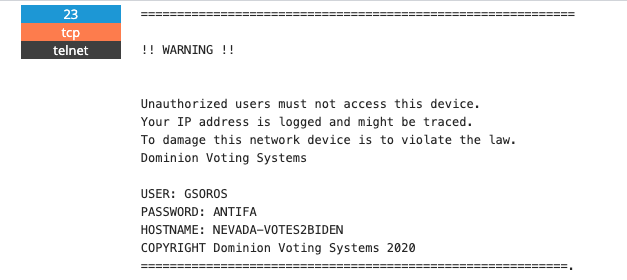 23
tcp
telnet
============================================================
!! WARNING !!
Unauthorized users must not access this device.
Your IP address is logged and might be traced.
To damage this network device is to violate the law.
Dominion Voting Systems
USER: GSOROS
PASSWORD: ANTIFA
HOSTNAME: NEVADA-VOTES2BIDEN
COPYRIGHT Dominion Voting Systems 2020
===========================================================.